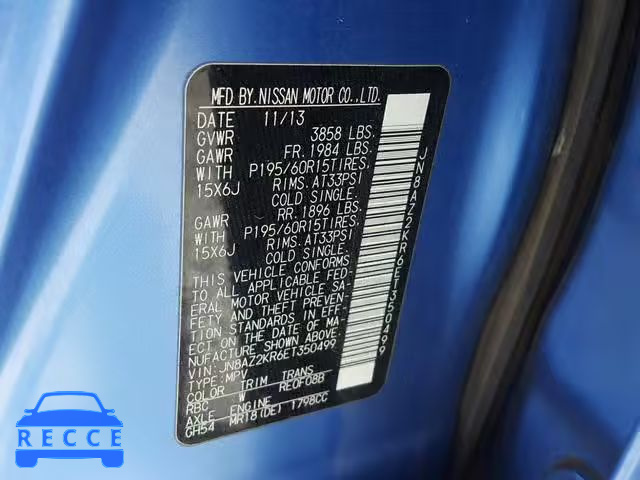 MFD BY.NISSAN MOTOR CO.,LTD.
DATE 11/13
GVWR 3858 LBS.
GAWR FR.1984 LBS.
WITH P195/60R15TIRES.
15X6J RIMS.AT33PSI
COLD SINGLE.
GAWR RR.1896 LBS.
WITH P195/60R15TIRES.
15X6J RIMS.AT33PSI
COLD SINGLE.
THIS VEHICLE CONFORMS
TO ALL APPLICABLE FED-
ERAL MOTOR VEHICLE SA-
FETY AND THEFT PREVEN-
TION STANDARDS IN EFF-
ECT ON THE DATE OF MA-
NUFACTURE SHOWN ABOVE.
VIN:JN8AZ2KR6ET350499
TYPE:MPV
COLOR TRIM TRANS
RBC W RE0F08B
AXLE ENGINE
GH54 MR18(DE) 1798CC
JN8AZ2KR6ET350499
RECCE